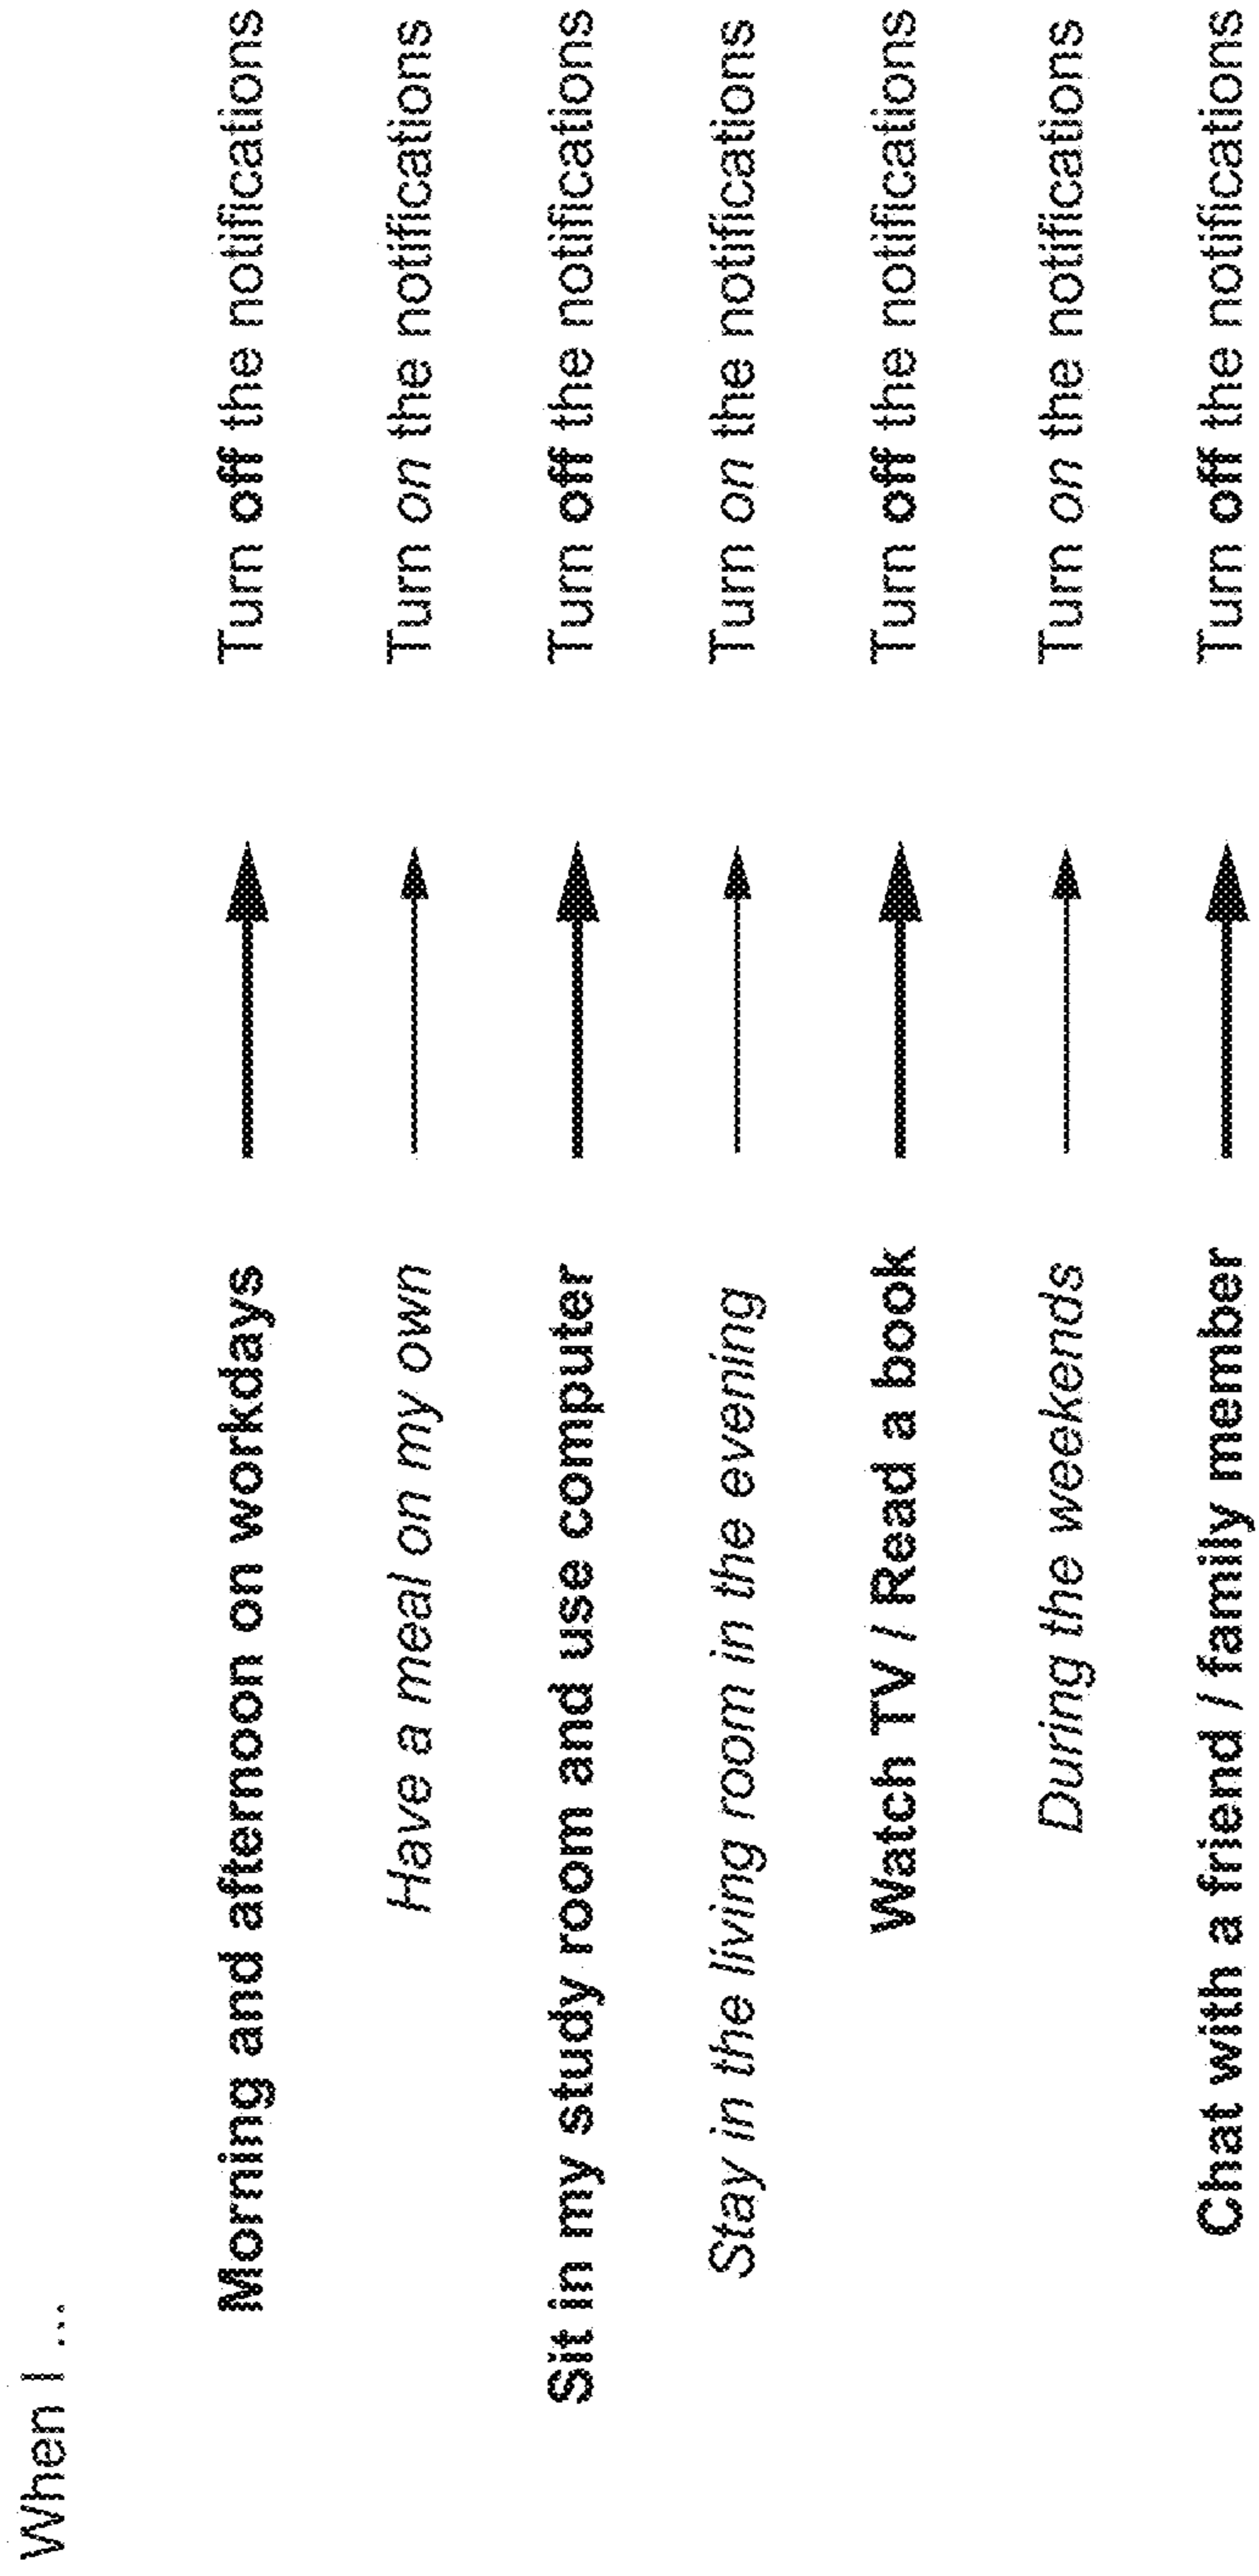 When I ...
Morning and afternoon on workdays Turn off the notifications
Have a meal on my own Turn on the notifications
Sit in my study room and use computer Turn off the notifications
Stay in the living room in the evening Turn on the notifications
Watch TV / Read a book Turn off the notifications
During the weekends Turn on the notifications
Chat with a friend / family member Turn off the notifications